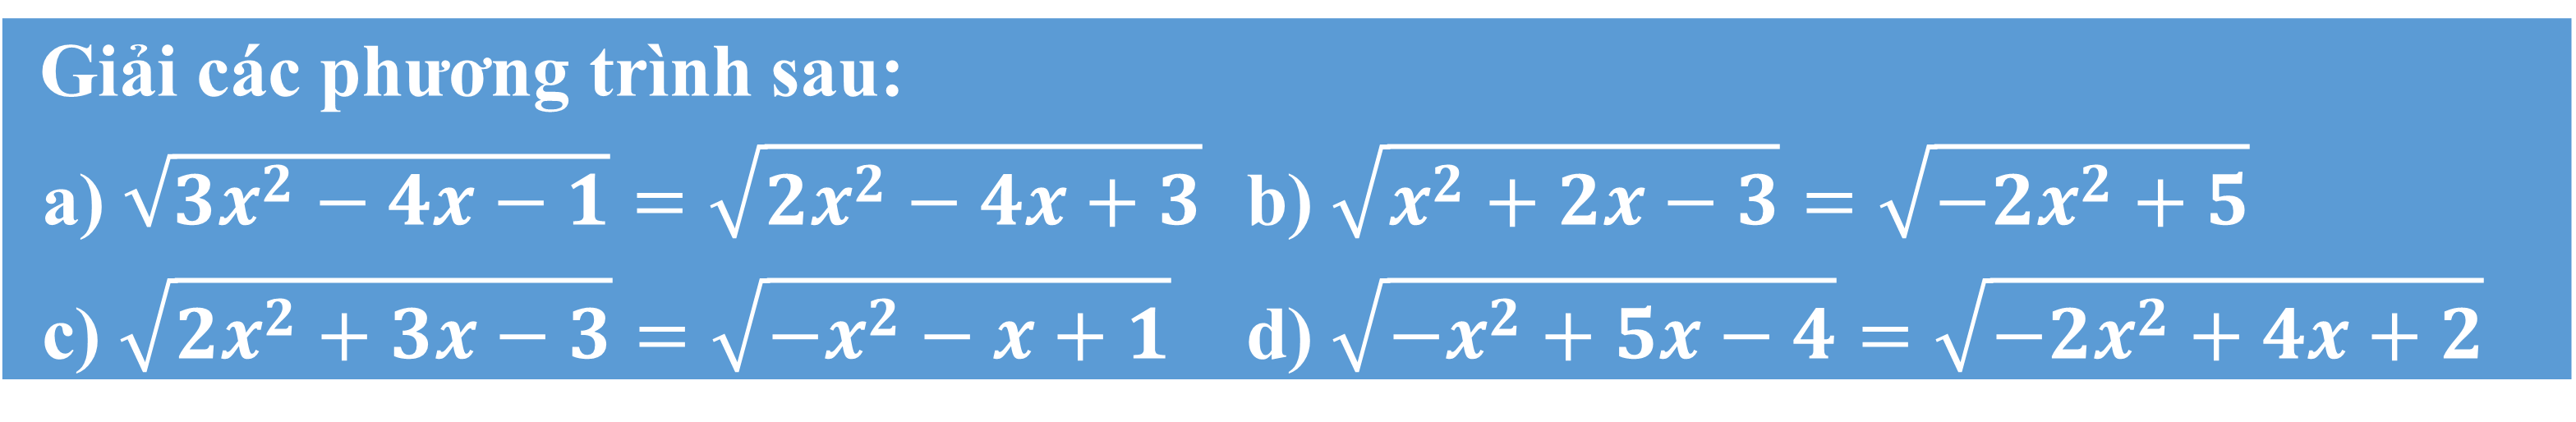 Giải các phương trình sau:
a) √(3x² − 4x − 1) = √(2x² − 4x + 3) b) √(x² + 2x − 3) = √(−2x² + 5)
c) √(2x² + 3x − 3) = √(−x² − x + 1) d) √(−x² + 5x − 4) = √(−2x² + 4x + 2)